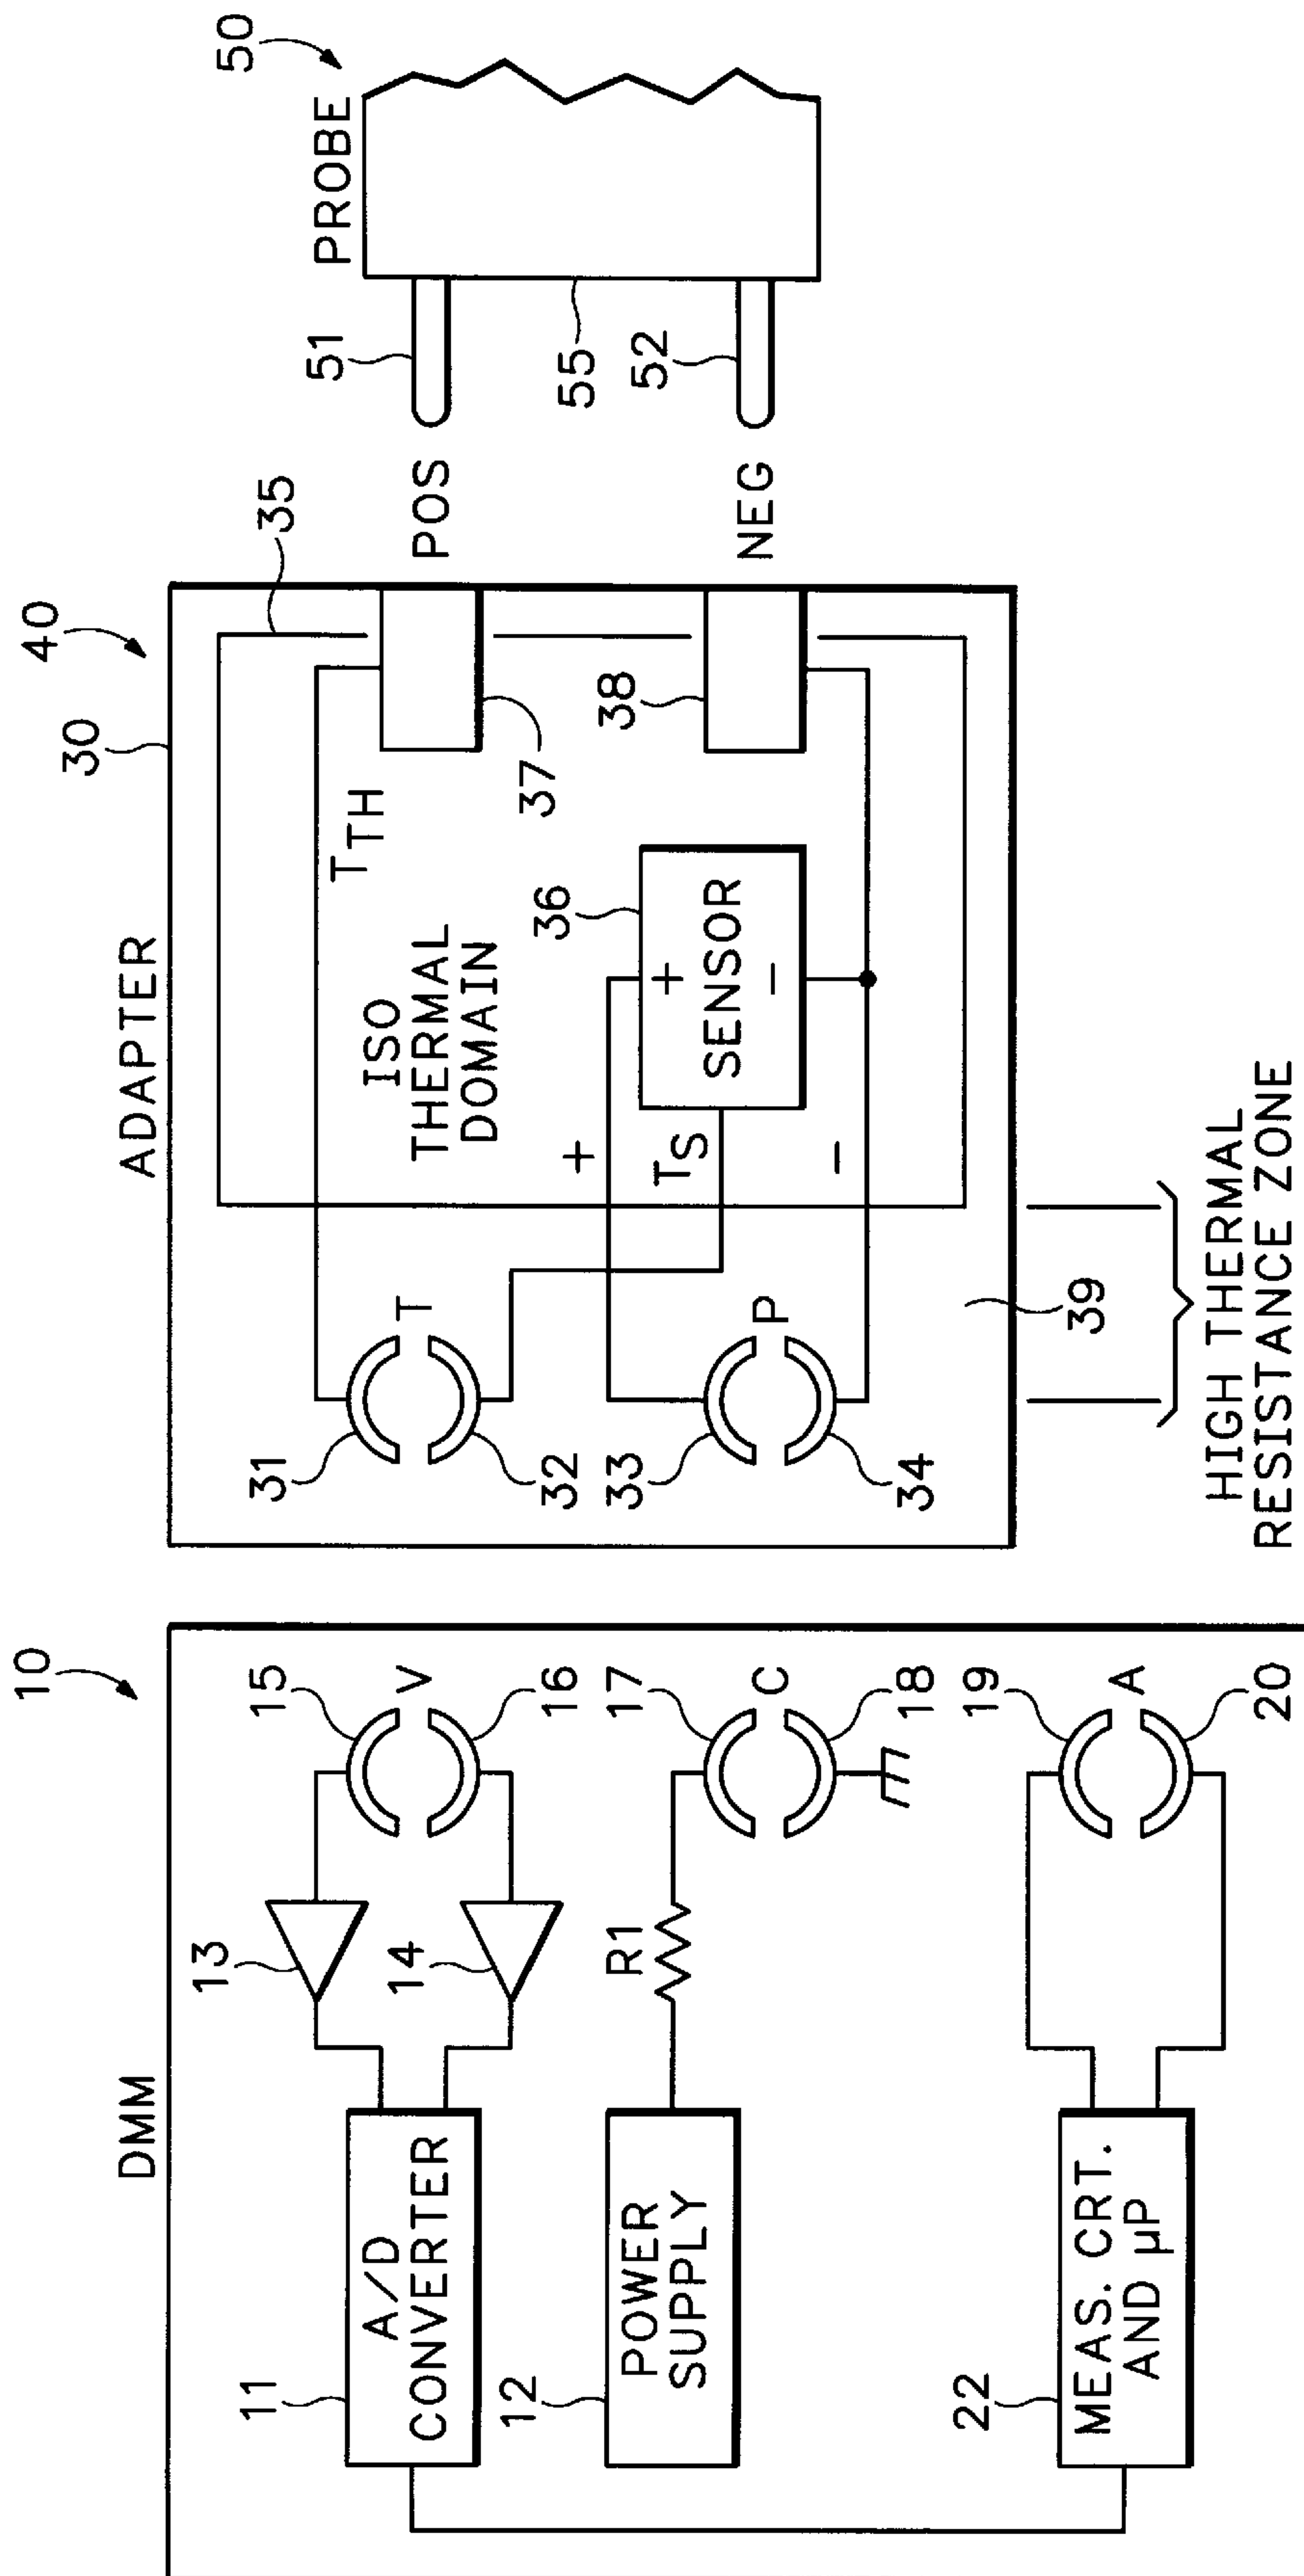 10
DMM
11
A/D
CONVERTER
13
14
15
V
16
12
POWER
SUPPLY
R1
17
C
18
22
MEAS. CRT.
AND µP
19
A
20
40
30
ADAPTER
31
T
32
33
P
34
TTH
ISO
THERMAL
DOMAIN
+
TS
−
36
+
SENSOR
−
35
37
38
39
HIGH THERMAL
RESISTANCE ZONE
50
PROBE
51
POS
55
52
NEG